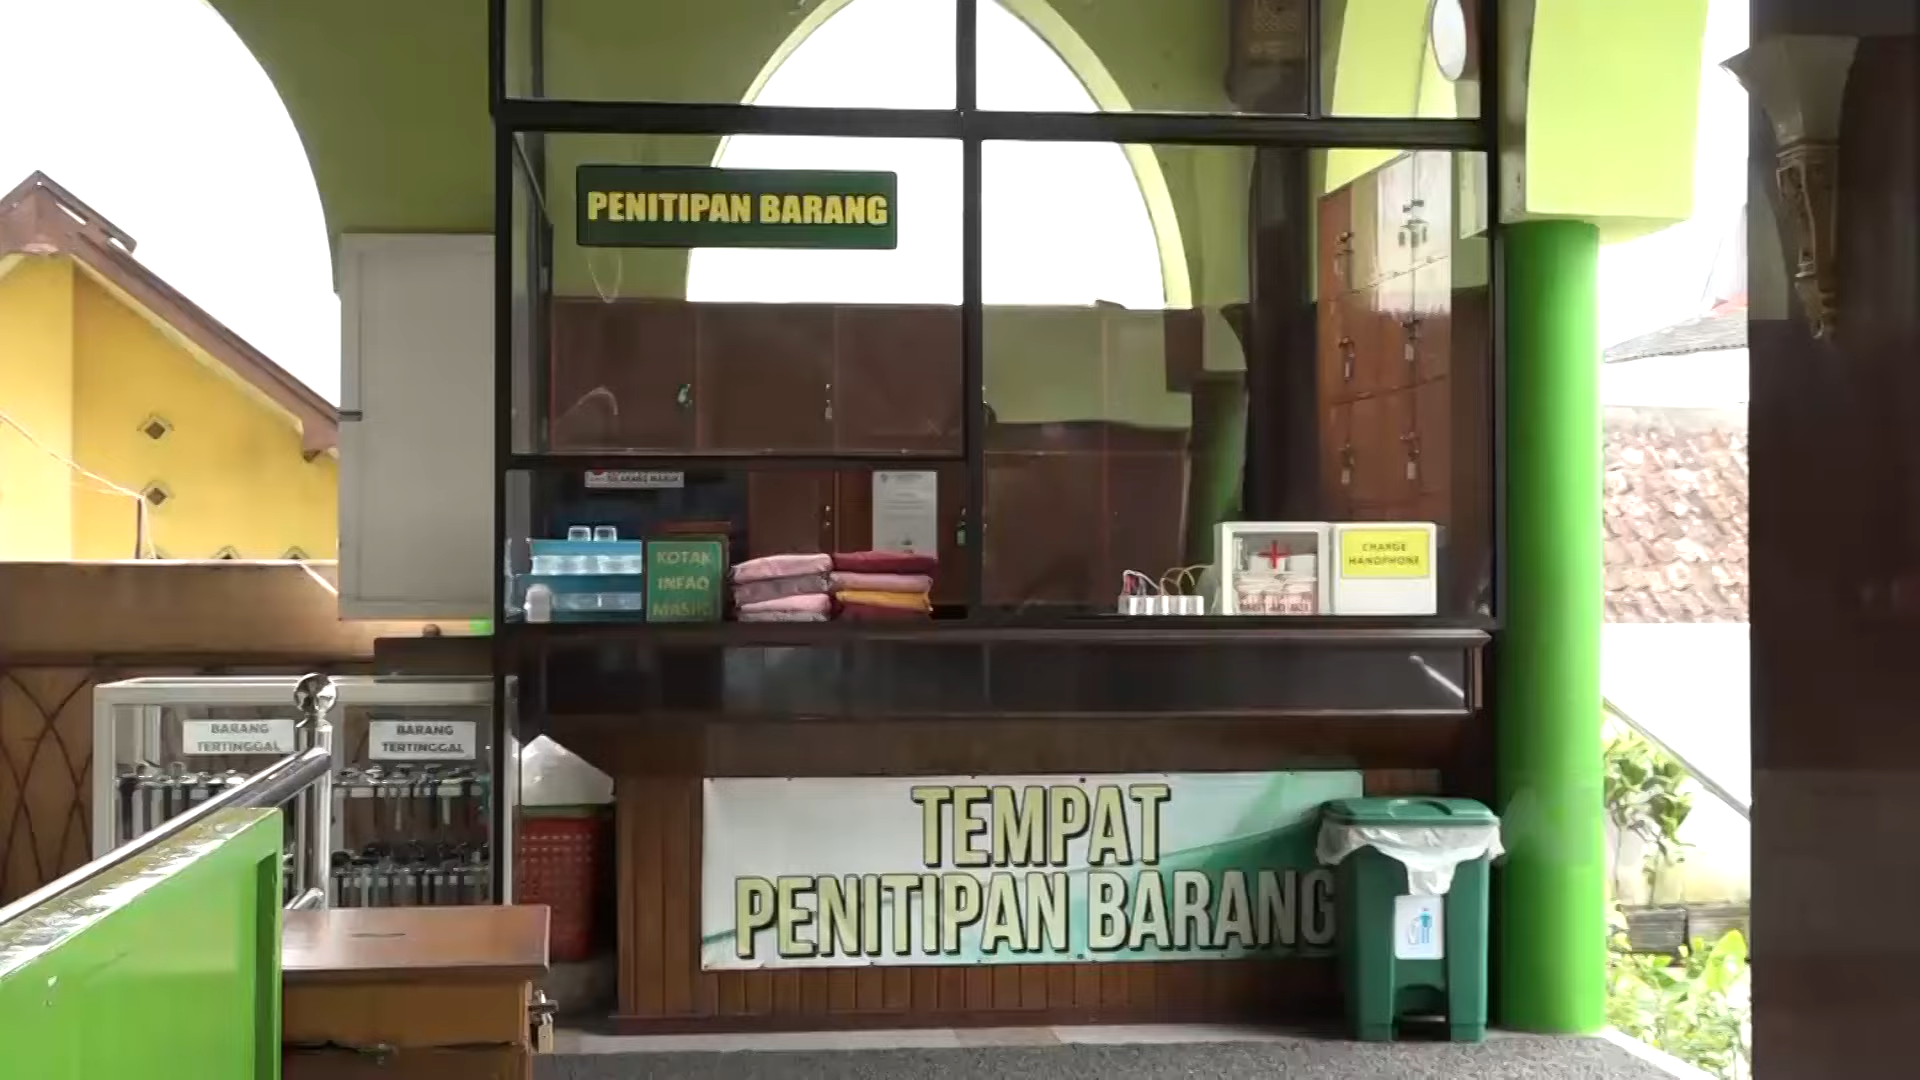 PENITIPAN BARANG
KOTAK
INFAQ
MASJID
CHARGE
HANDPHONE
BARANG
TERTINGGAL
BARANG
TERTINGGAL
TEMPAT
PENITIPAN BARANG